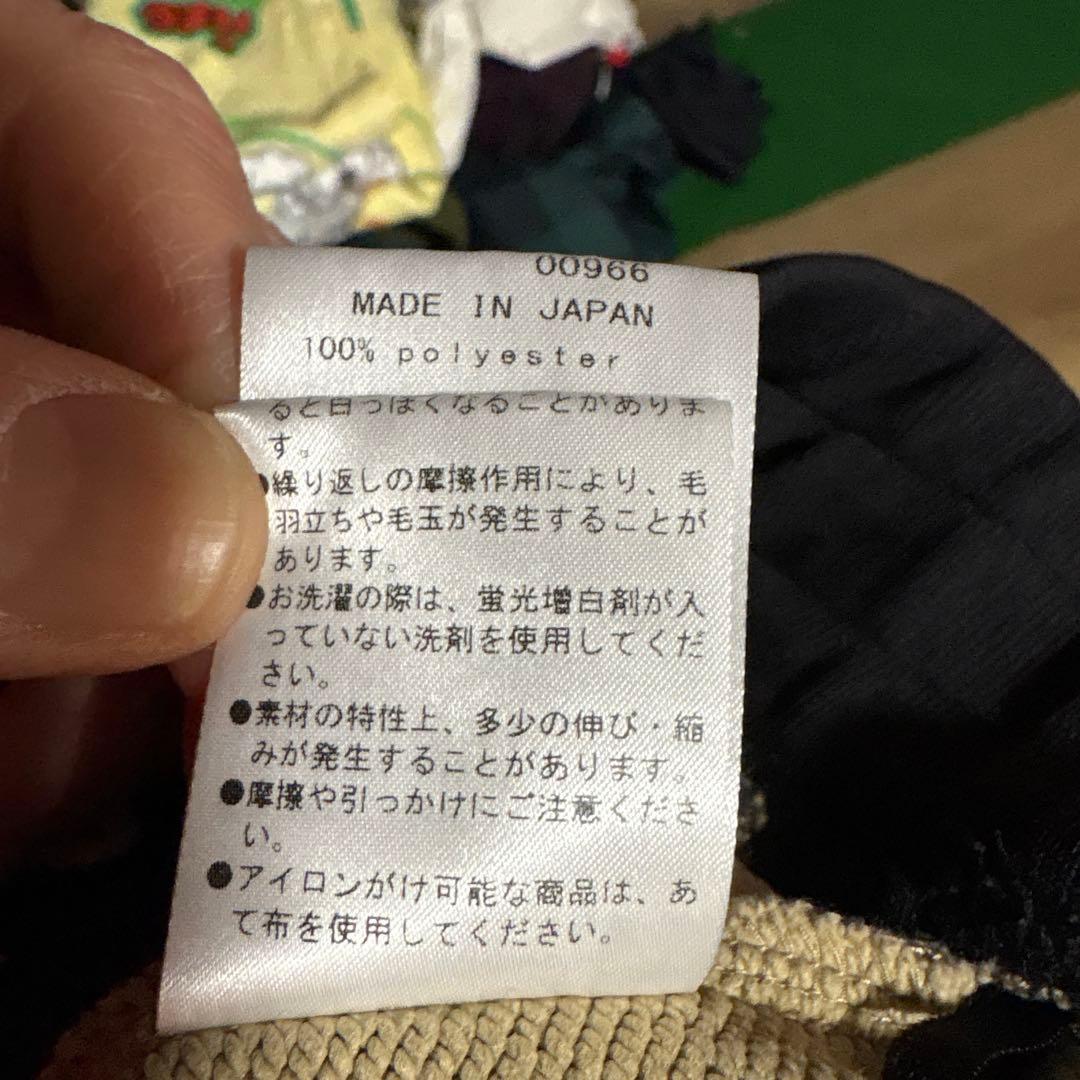 00966
MADE IN JAPAN
100% polyester
ると白っぽくなることがありま
す。
●繰り返しの摩擦作用により、毛
羽立ちや毛玉が発生することが
あります。
●お洗濯の際は、蛍光増白剤が入
っていない洗剤を使用してくだ
さい。
●素材の特性上、多少の伸び・縮
みが発生することがあります。
●摩擦や引っかけにご注意くださ
い。
●アイロンがけ可能な商品は、あ
て布を使用してください。